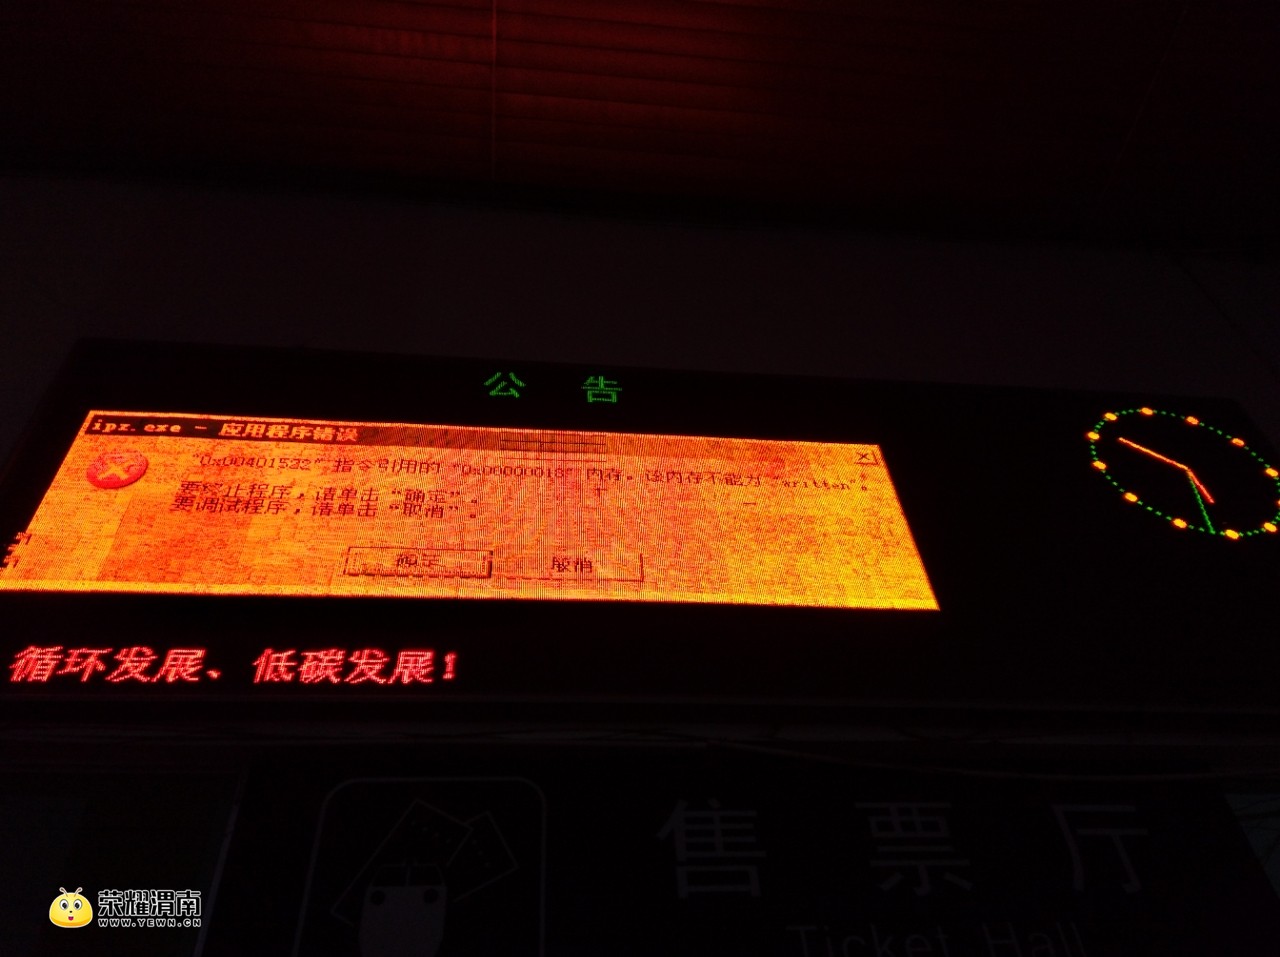 公 告
ipz.exe - 应用程序错误
"0x00401522" 指令引用的 "0x00000018" 内存。该内存不能为 "written"。
要终止程序，请单击 "确定"。
要调试程序，请单击 "取消"。
确定 取消
循环发展、低碳发展！
售 票 厅
Ticket Hall
荣耀渭南
WWW.YEWN.CN